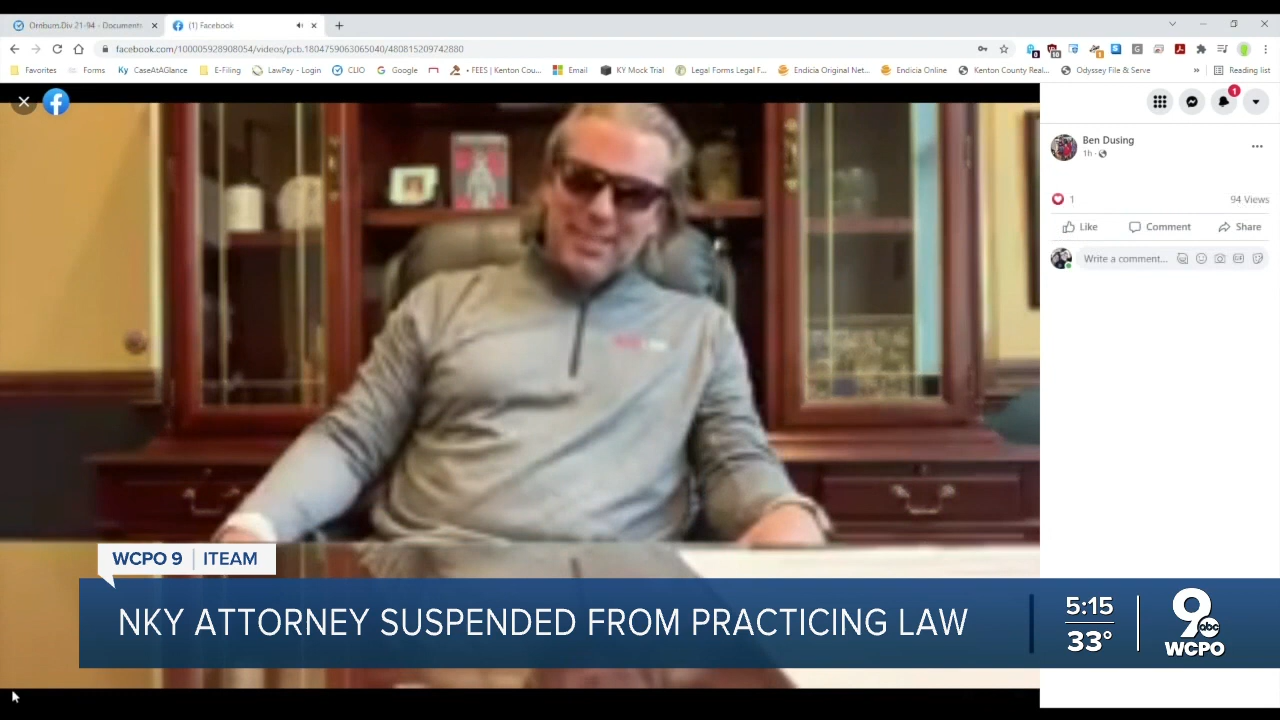 Ornburn.Div 21-94 - Documents
(1) Facebook
facebook.com/100005928908054/videos/pcb.1804759063065040/480815209742880
Favorites
Forms
Ky CaseAtAGlance
E-Filing
LawPay - Login
CLIO
Google
• FEES | Kenton Cou...
Email
KY Mock Trial
Legal Forms Legal F...
Endicia Original Net...
Endicia Online
Kenton County Real...
Odyssey File & Serve
»
Reading list
1
Ben Dusing
1h
1
94 Views
Like
Comment
Share
Write a comment...
WCPO 9 | ITEAM
NKY ATTORNEY SUSPENDED FROM PRACTICING LAW
5:15
33°
9
abc
WCPO